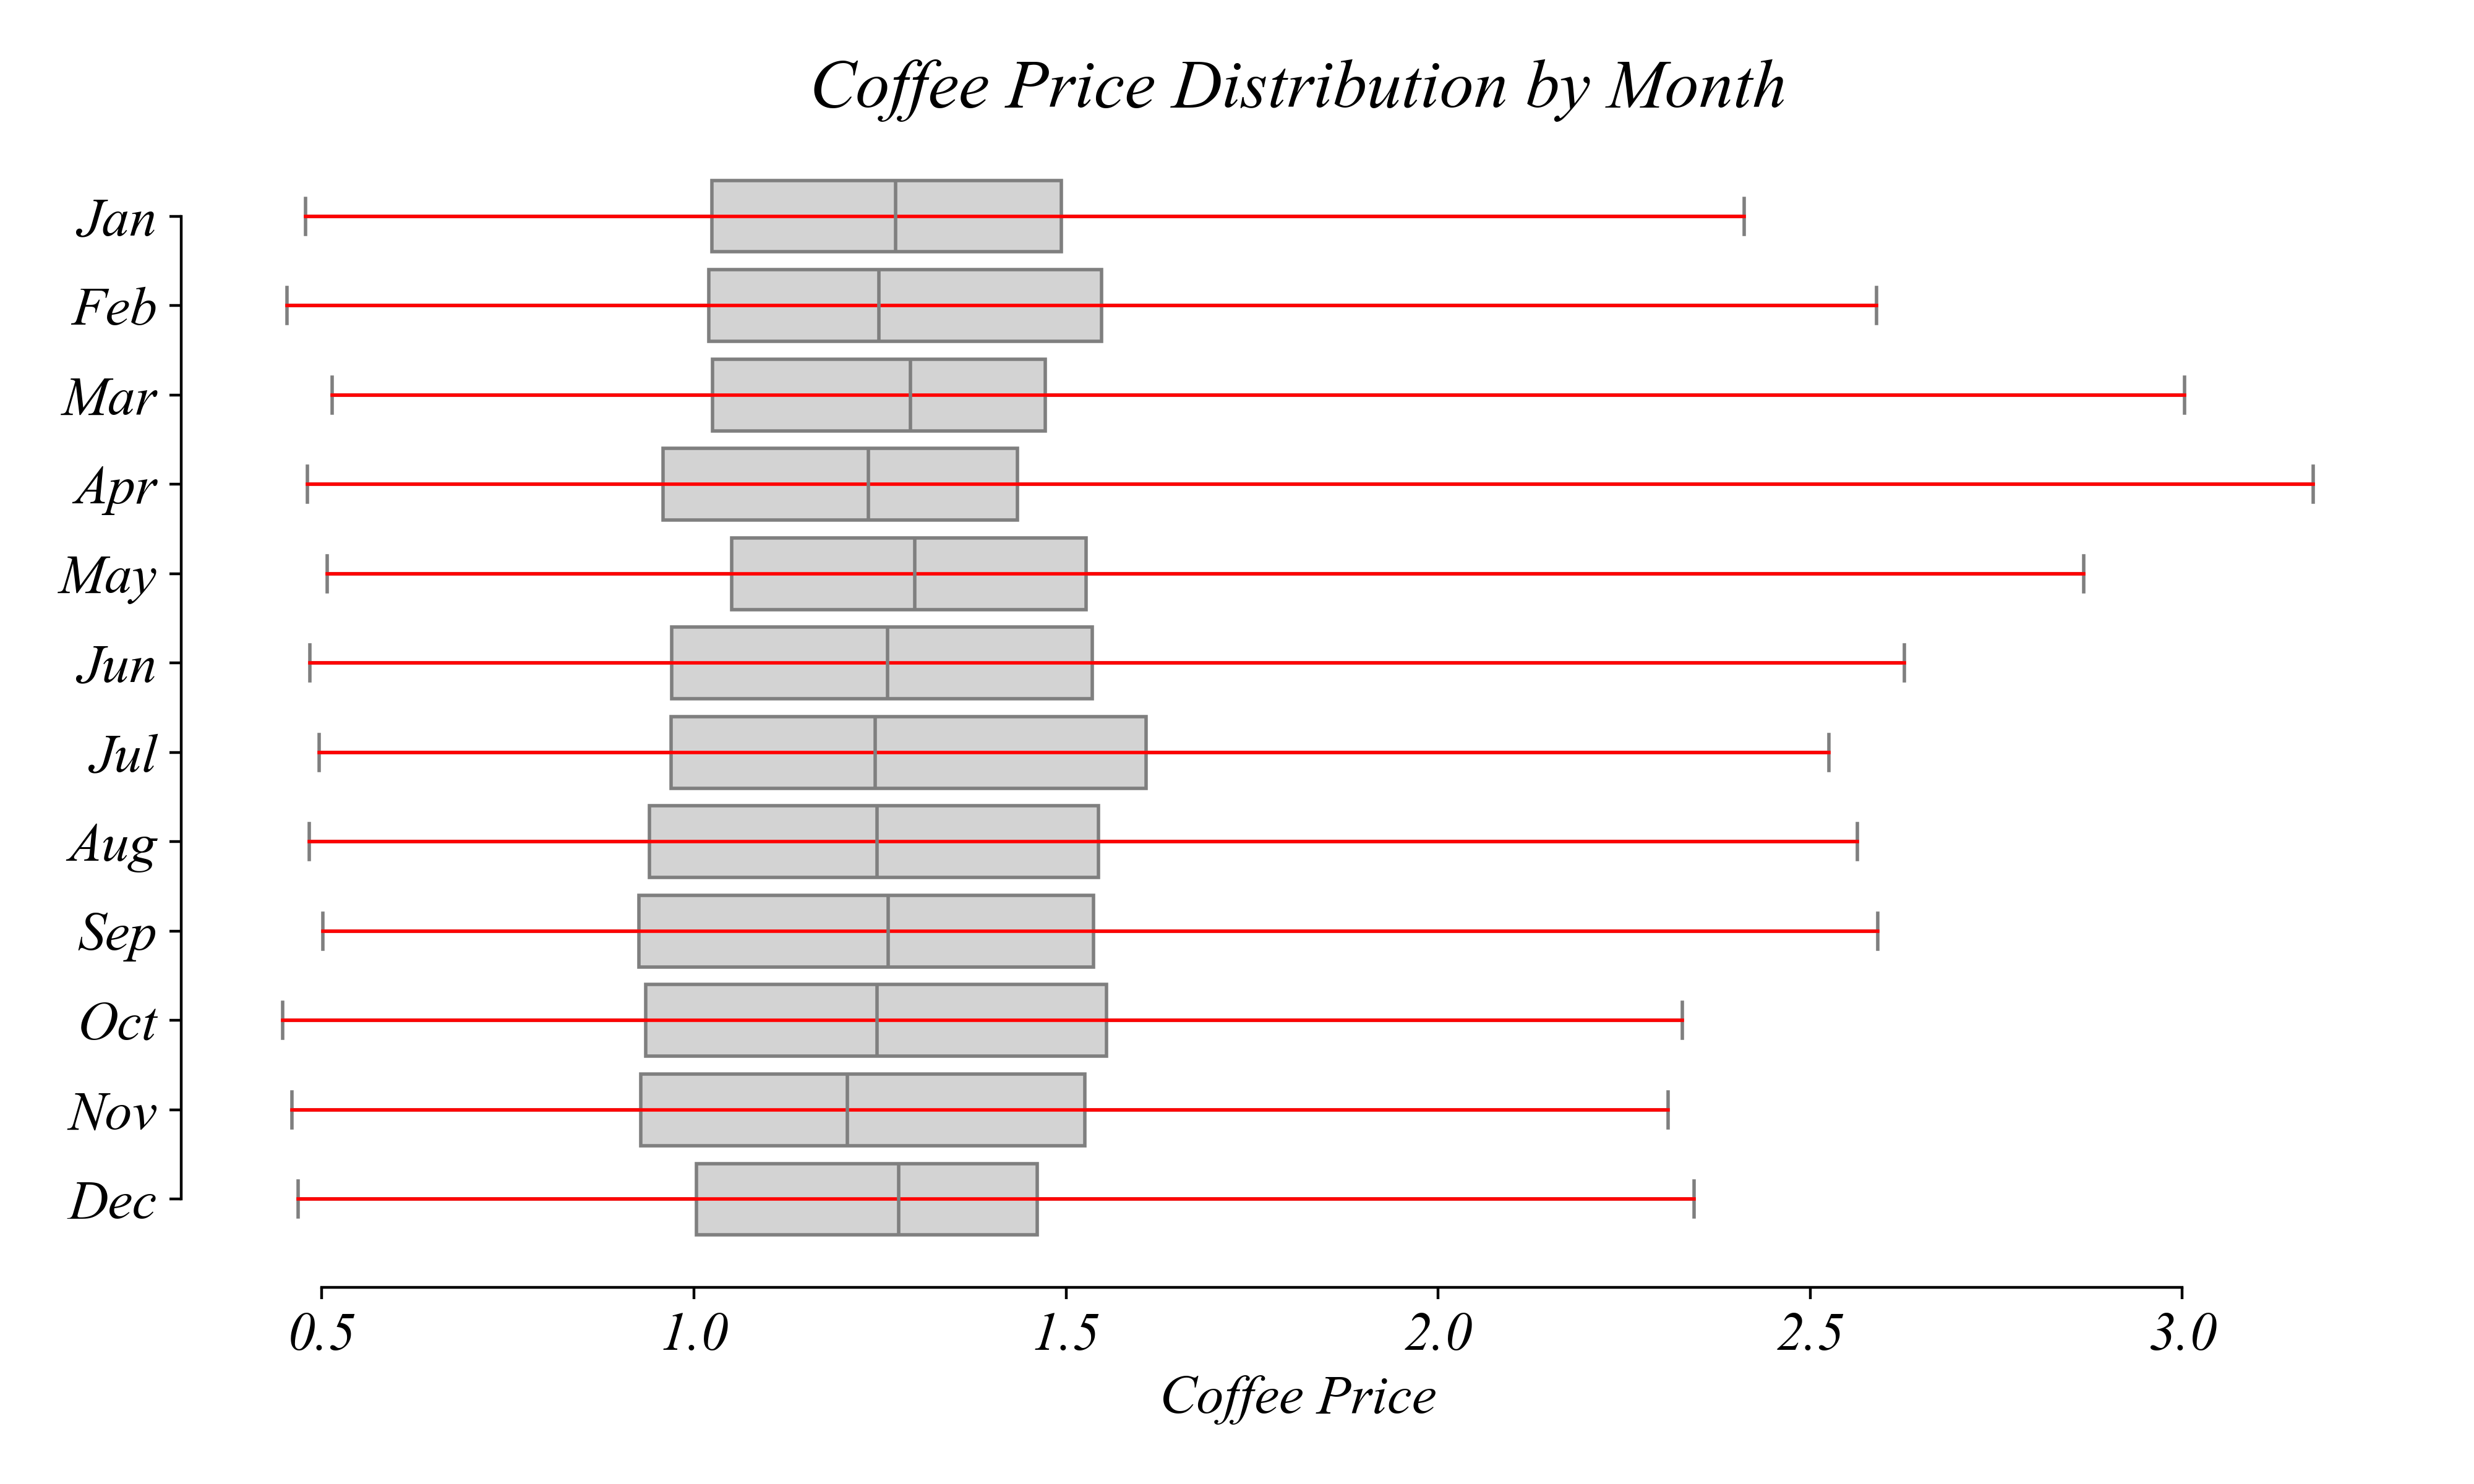 Coffee Price Distribution by Month
Jan
Feb
Mar
Apr
May
Jun
Jul
Aug
Sep
Oct
Nov
Dec
0.5 1.0 1.5 2.0 2.5 3.0
Coffee Price